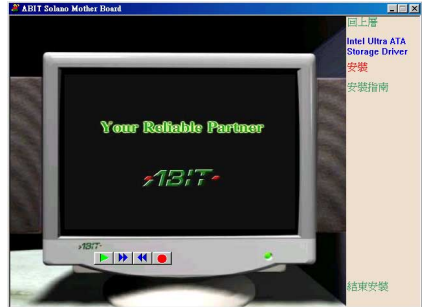 ABIT Solano Mother Board
回上層
Intel Ultra ATA
Storage Driver
安裝
安裝指南
Your Reliable Partner
ABIT
ABIT
結束安裝